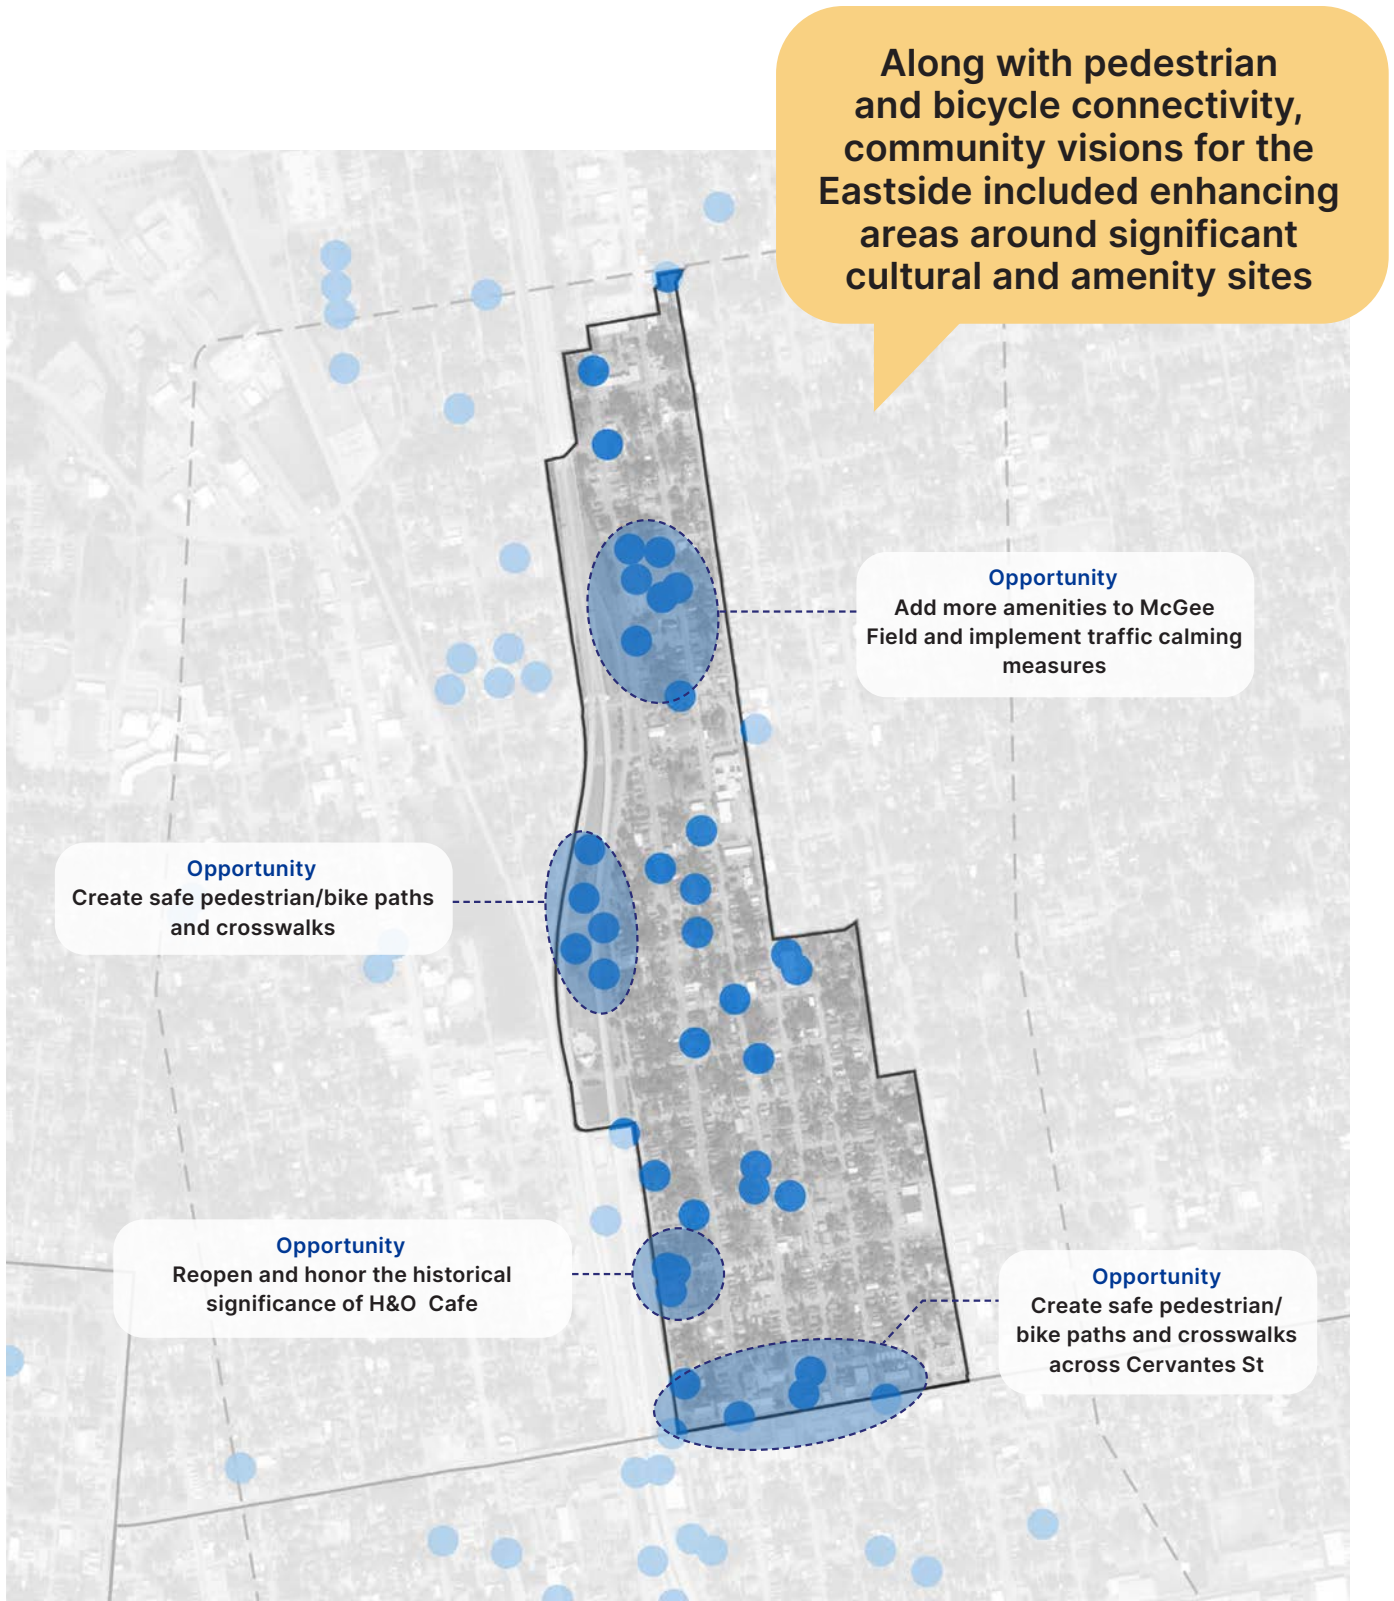 Along with pedestrian
and bicycle connectivity,
community visions for the
Eastside included enhancing
areas around significant
cultural and amenity sites
Opportunity
Add more amenities to McGee
Field and implement traffic calming
measures
Opportunity
Create safe pedestrian/bike paths
and crosswalks
Opportunity
Reopen and honor the historical
significance of H&O Cafe
Opportunity
Create safe pedestrian/
bike paths and crosswalks
across Cervantes St